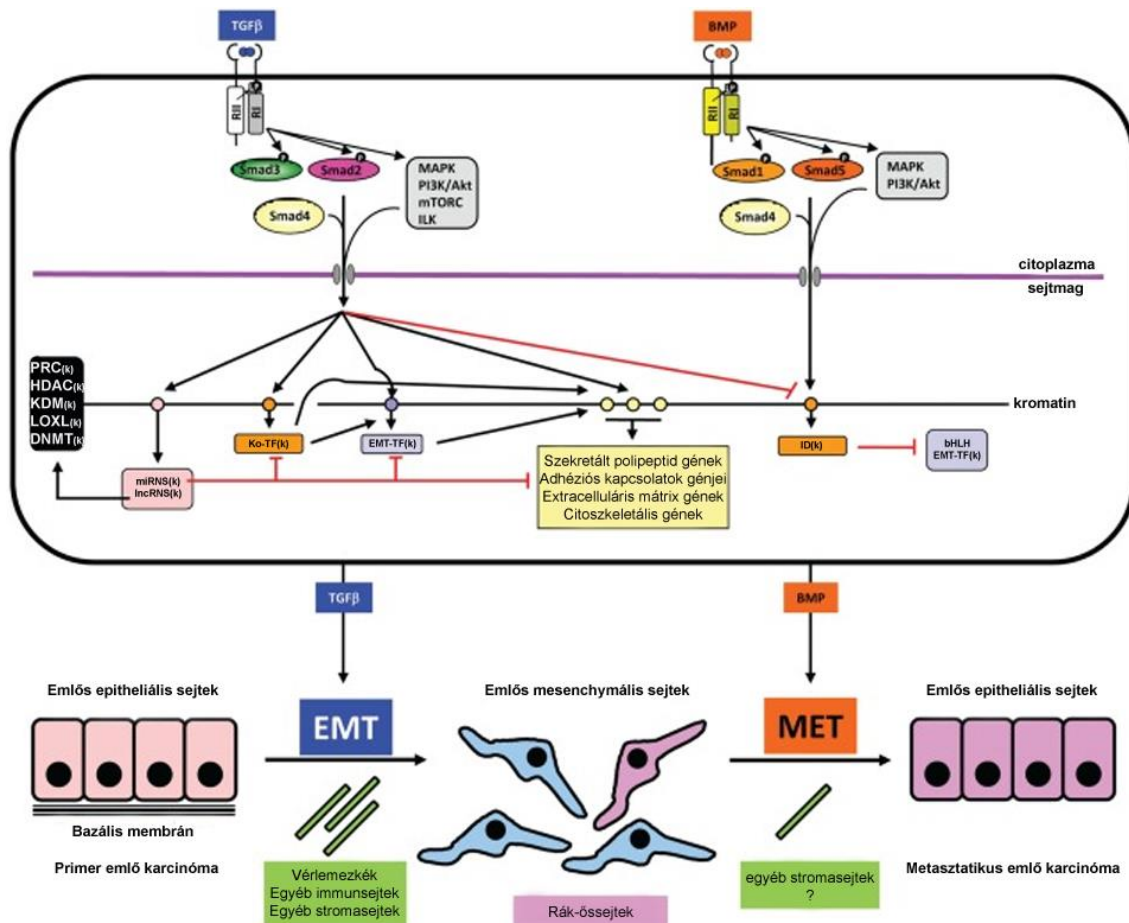 TGFβ
BMP
RII
RI
P
RII
RI
P
Smad3
P
Smad2
P
MAPK
PI3K/Akt
mTORC
ILK
Smad4
Smad1
P
Smad5
P
MAPK
PI3K/Akt
Smad4
citoplazma
sejtmag
PRC(k)
HDAC(k)
KDM(k)
LOXL(k)
DNMT(k)
kromatin
Ko-TF(k)
EMT-TF(k)
ID(k)
bHLH
EMT-TF(k)
miRNS(k)
lncRNS(k)
Szekretált polipeptid gének
Adhéziós kapcsolatok génjei
Extracelluláris mátrix gének
Citoszkeletális gének
TGFβ
BMP
Emlős epitheliális sejtek
EMT
Emlős mesenchymális sejtek
MET
Emlős epitheliális sejtek
Bazális membrán
Primer emlő karcinóma
Vérlemezkék
Egyéb immunsejtek
Egyéb stromasejtek
Rák-őssejtek
egyéb stromasejtek
?
Metasztatikus emlő karcinóma